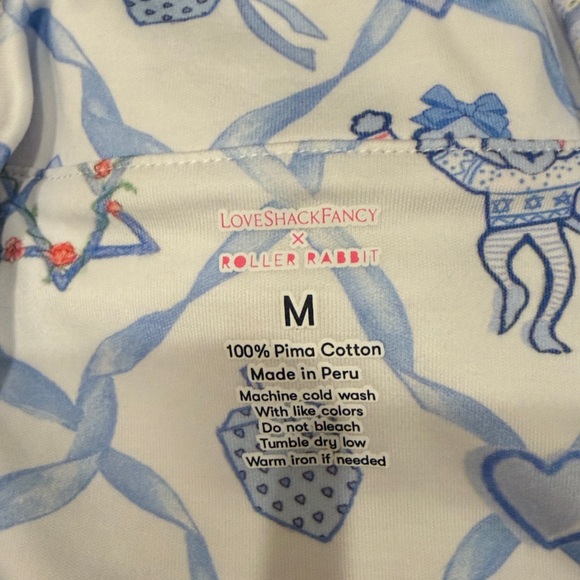 LOVESHACKFANCY
×
ROLLER RABBIT
M
100% Pima Cotton
Made in Peru
Machine cold wash
With like colors
Do not bleach
Tumble dry low
Warm iron if needed